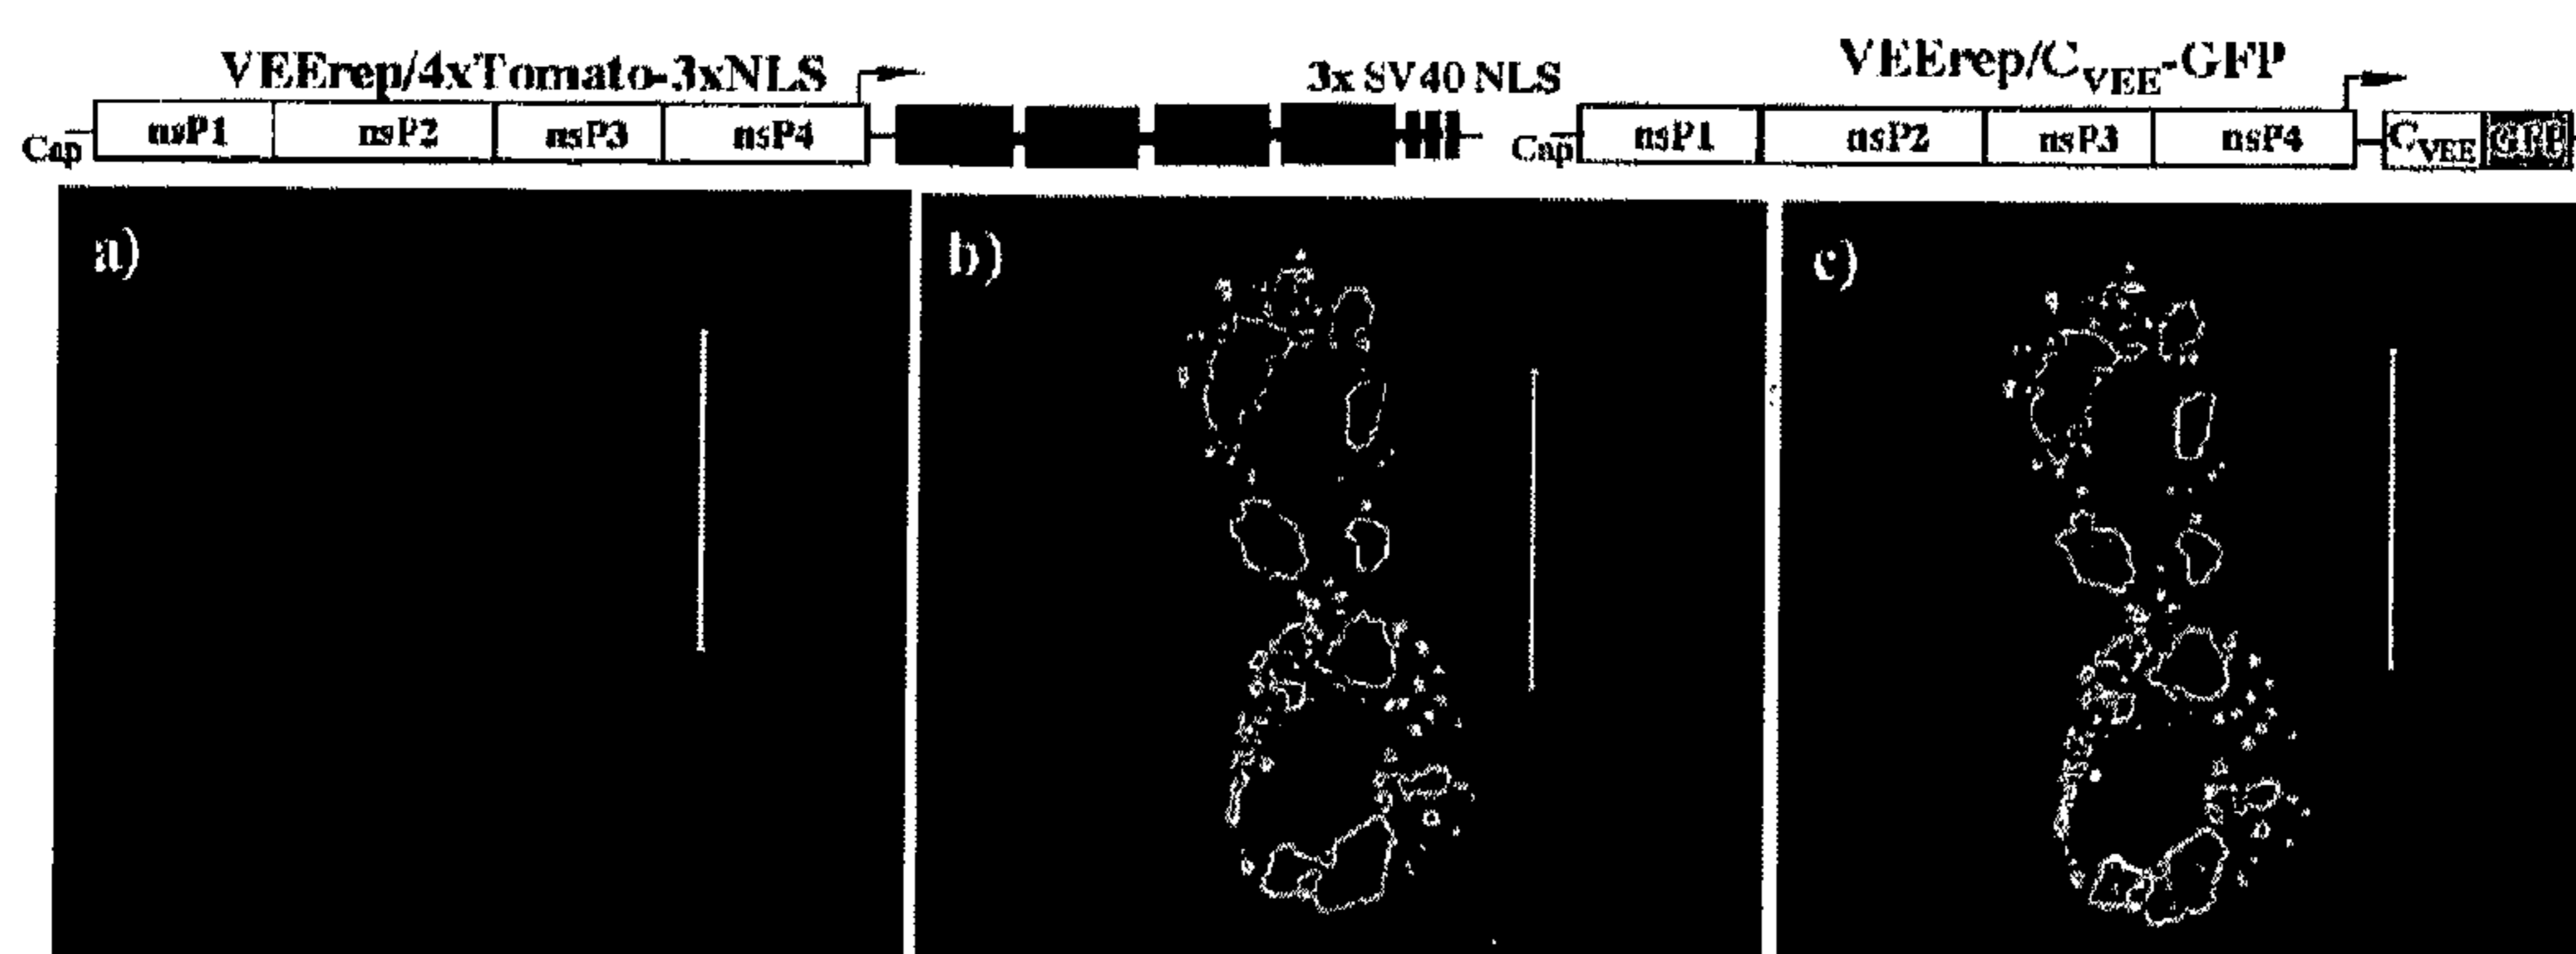 VEErep/4xTomato-3xNLS
3x SV40 NLS
VEErep/CVEE-GFP
Cap nsP1 nsP2 nsP3 nsP4
Cap nsP1 nsP2 nsP3 nsP4 CVEE GFP
a) b) c)